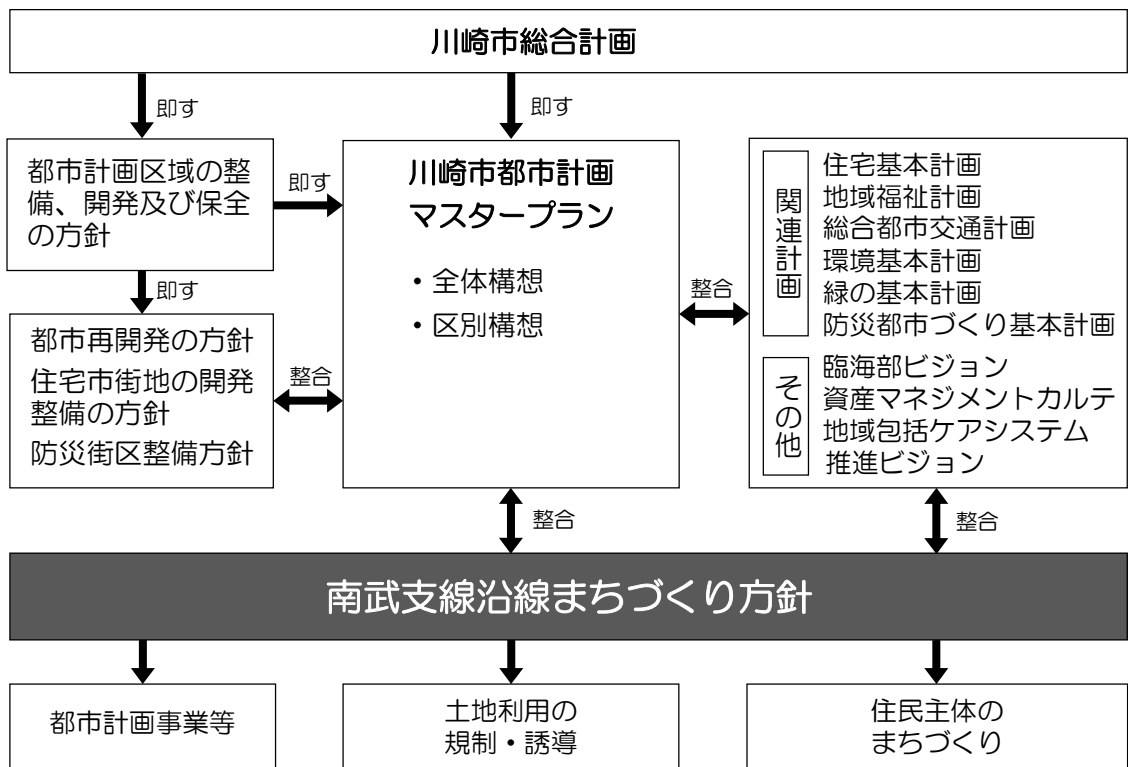 川崎市総合計画
即す
即す
都市計画区域の整
備、開発及び保全
の方針
即す
川崎市都市計画
マスタープラン
・全体構想
・区別構想
整合
関連計画
住宅基本計画
地域福祉計画
総合都市交通計画
環境基本計画
緑の基本計画
防災都市づくり基本計画
その他
臨海部ビジョン
資産マネジメントカルテ
地域包括ケアシステム
推進ビジョン
即す
都市再開発の方針
住宅市街地の開発
整備の方針
防災街区整備方針
整合
整合
整合
南武支線沿線まちづくり方針
都市計画事業等
土地利用の
規制・誘導
住民主体の
まちづくり